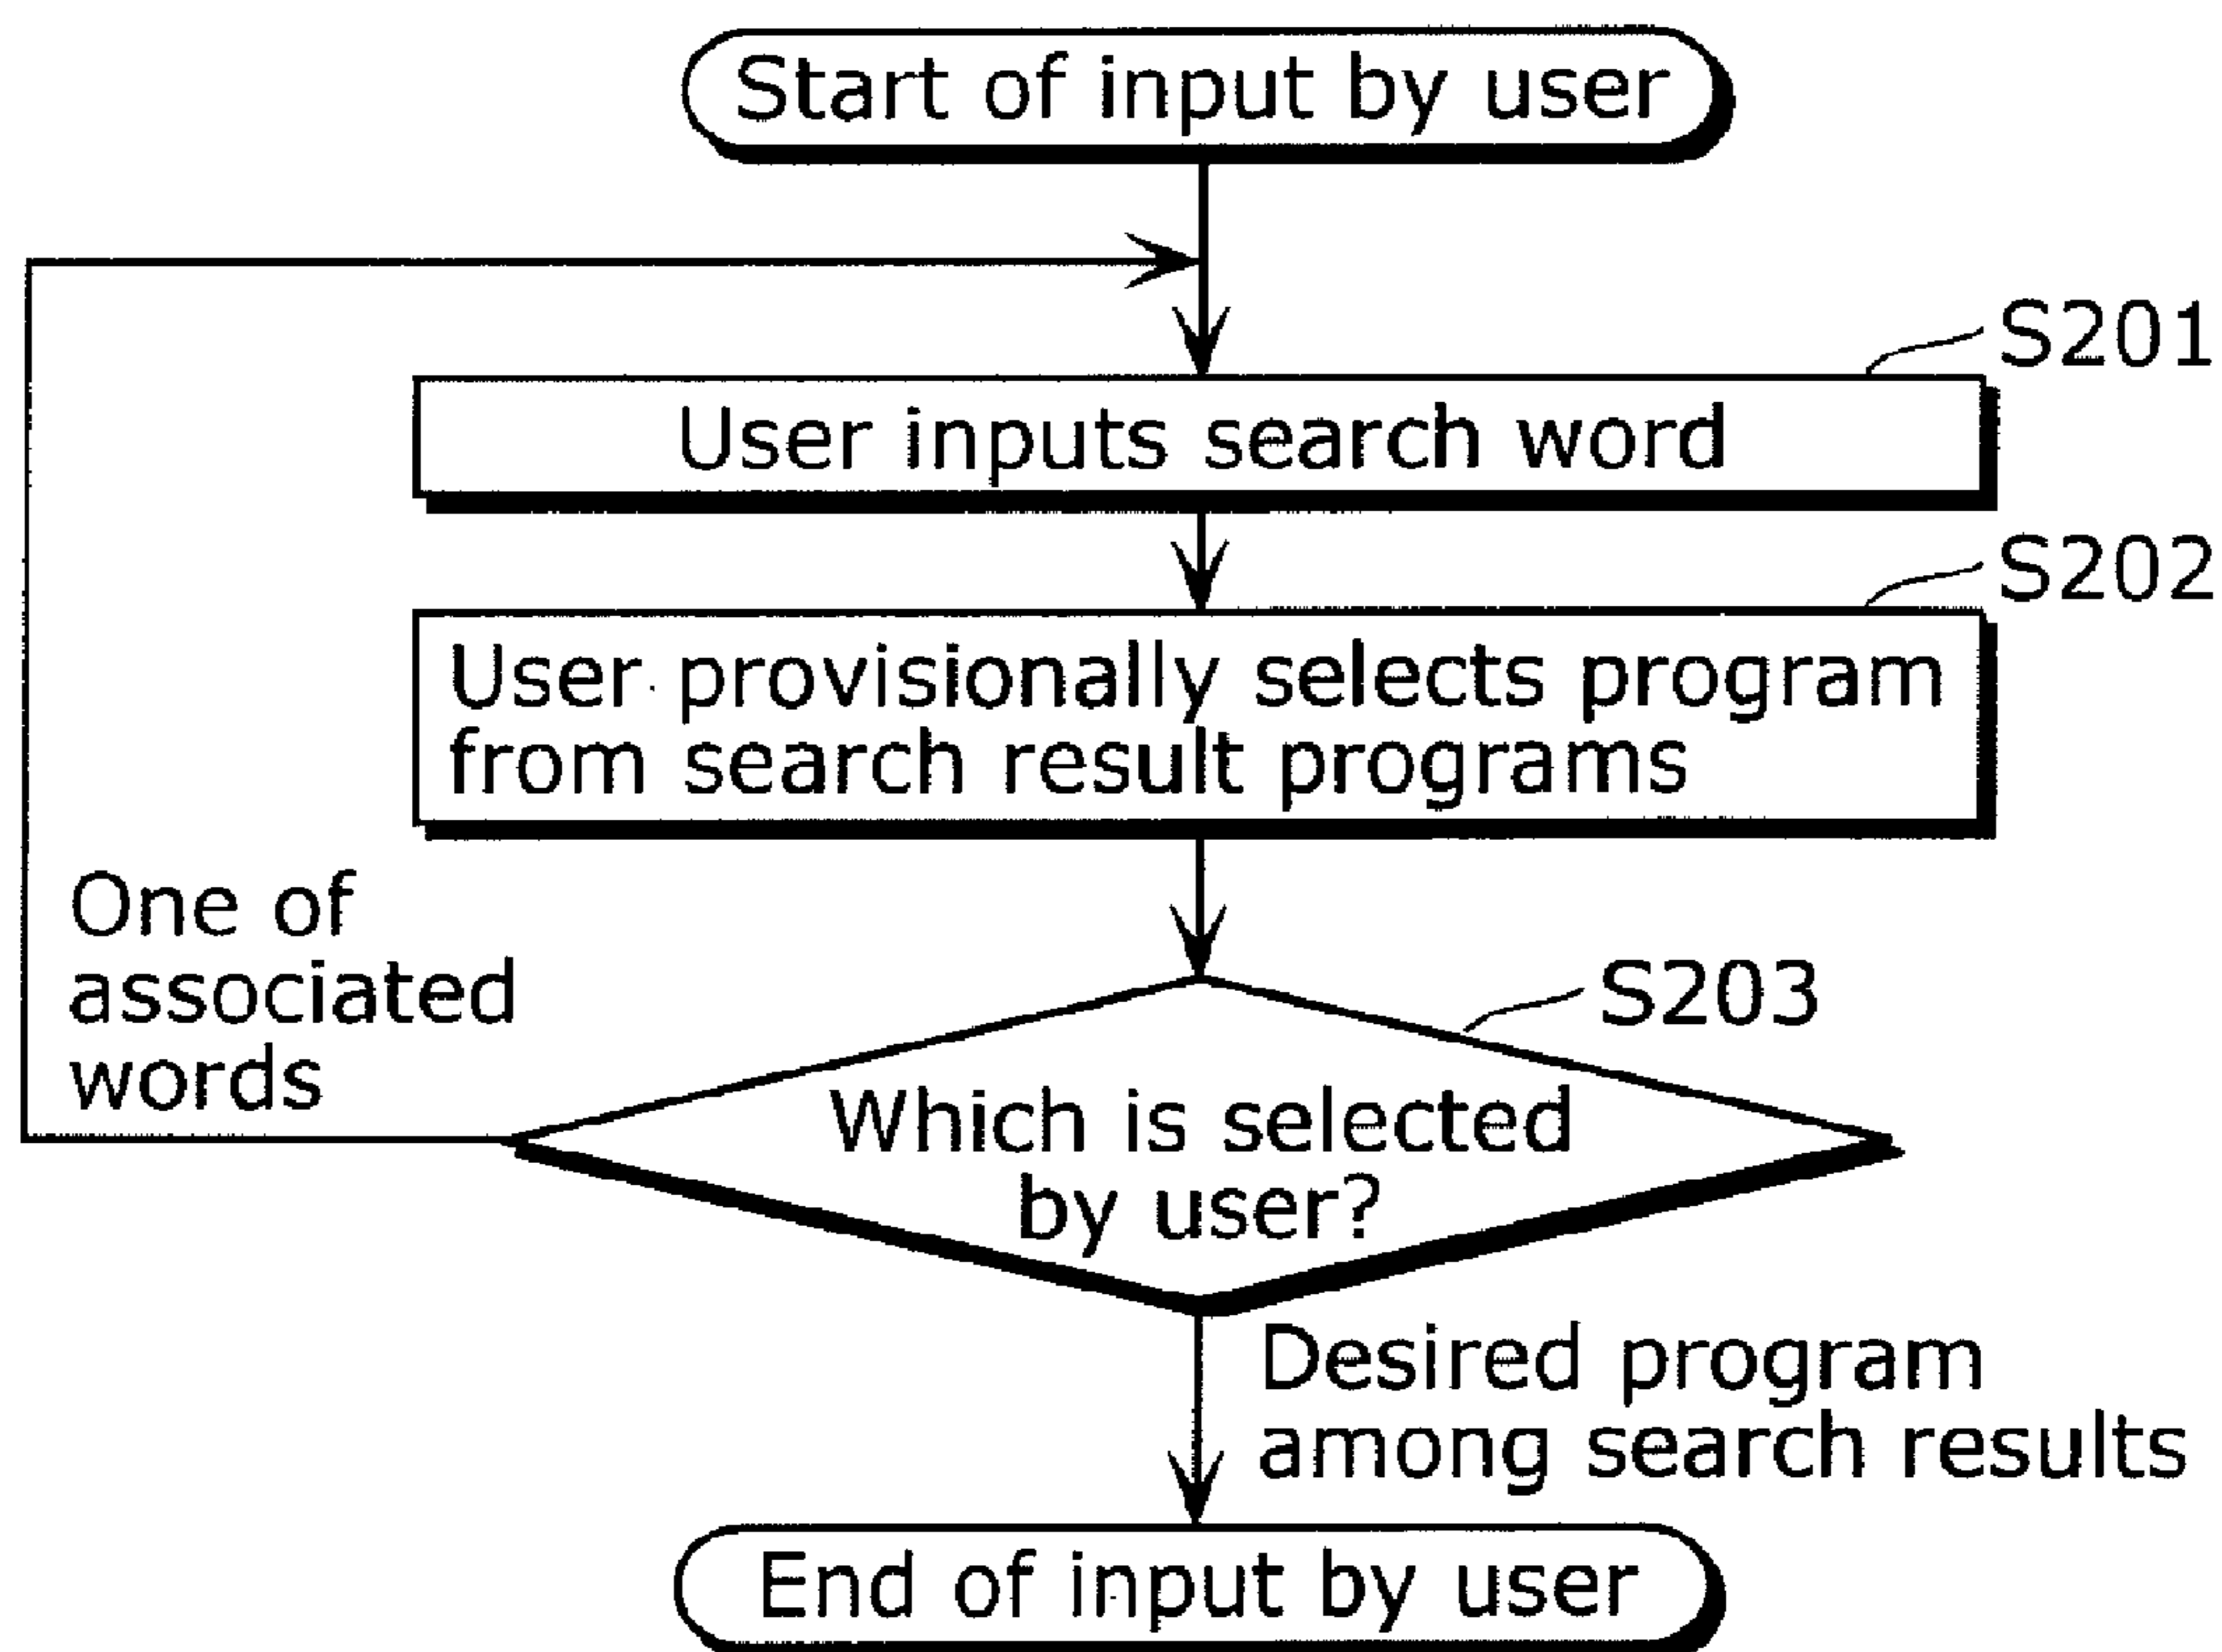 Start of input by user
S201
User inputs search word
S202
User provisionally selects program
from search result programs
One of
associated
words
S203
Which is selected
by user?
Desired program
among search results
End of input by user